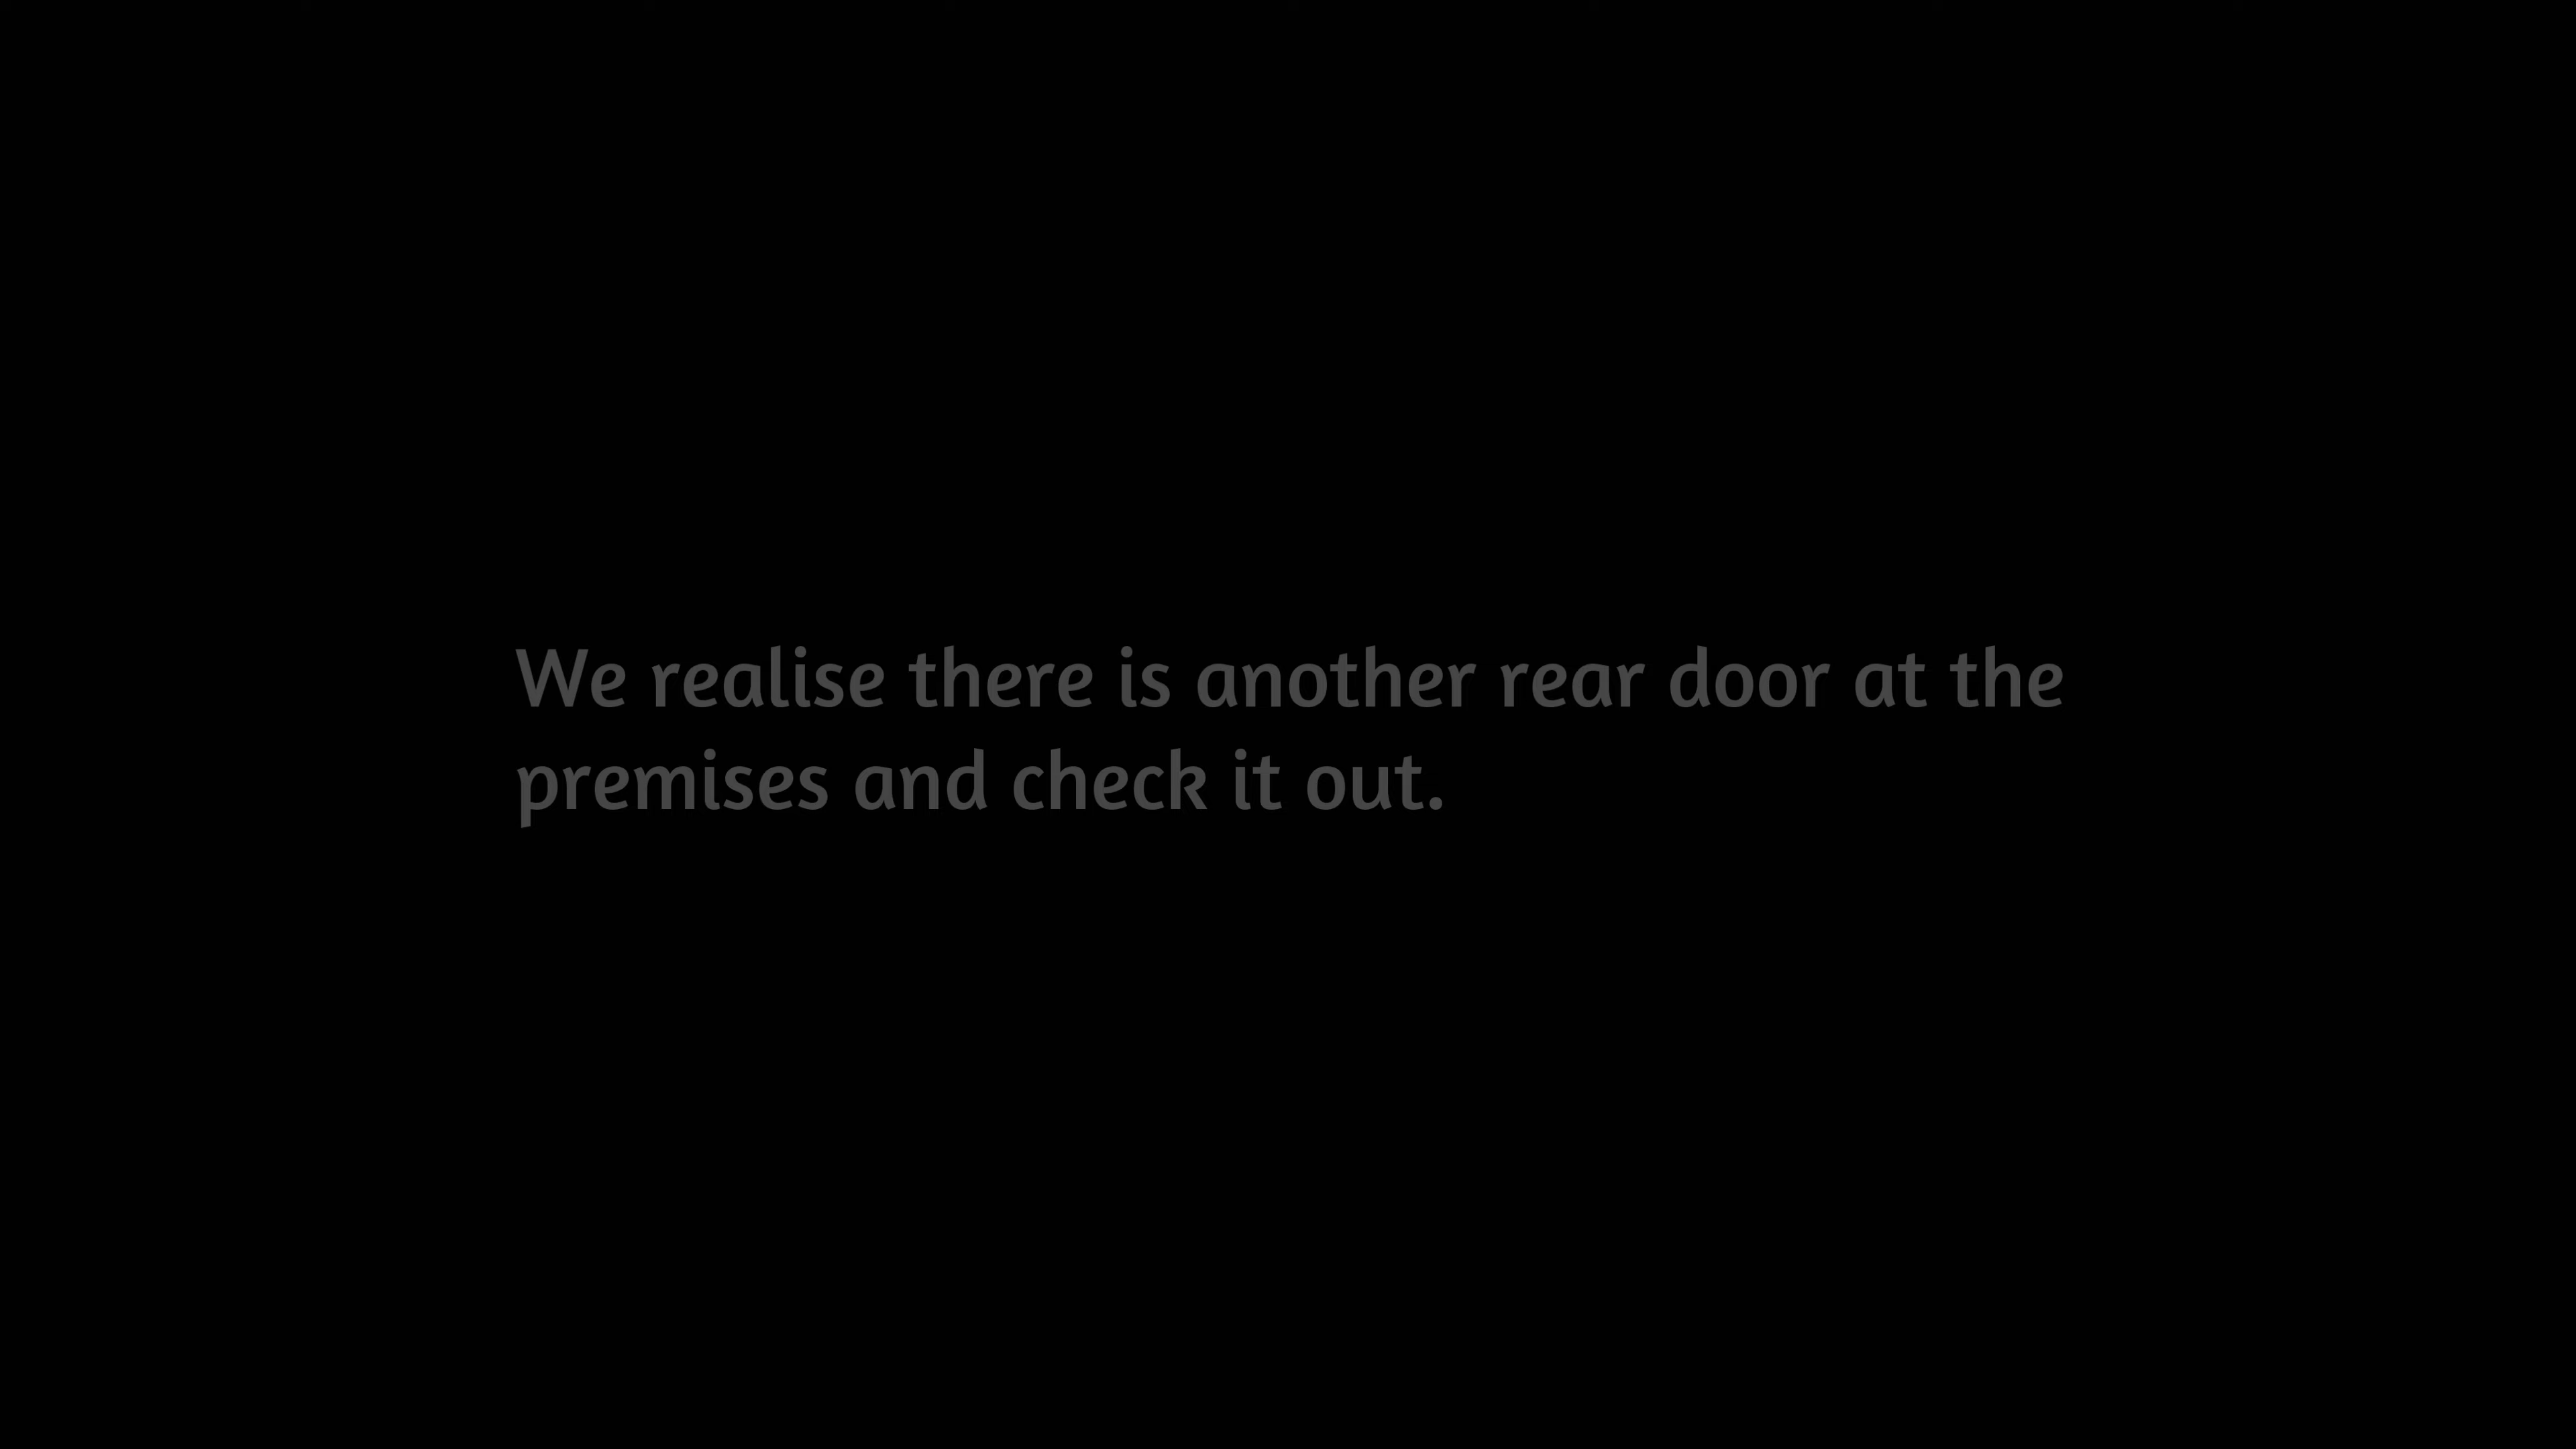 We realise there is another rear door at the
premises and check it out.